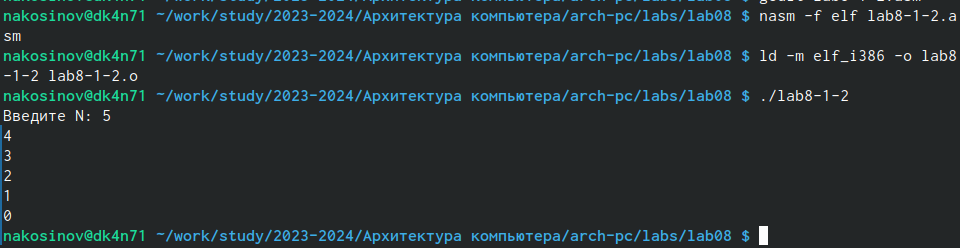 nakosinov@dk4n71 ~/work/study/2023-2024/Архитектура компьютера/arch-pc/labs/lab08 $ nasm -f elf lab8-1-2.a
sm
nakosinov@dk4n71 ~/work/study/2023-2024/Архитектура компьютера/arch-pc/labs/lab08 $ ld -m elf_i386 -o lab8
-1-2 lab8-1-2.o
nakosinov@dk4n71 ~/work/study/2023-2024/Архитектура компьютера/arch-pc/labs/lab08 $ ./lab8-1-2
Введите N: 5
4
3
2
1
0
nakosinov@dk4n71 ~/work/study/2023-2024/Архитектура компьютера/arch-pc/labs/lab08 $